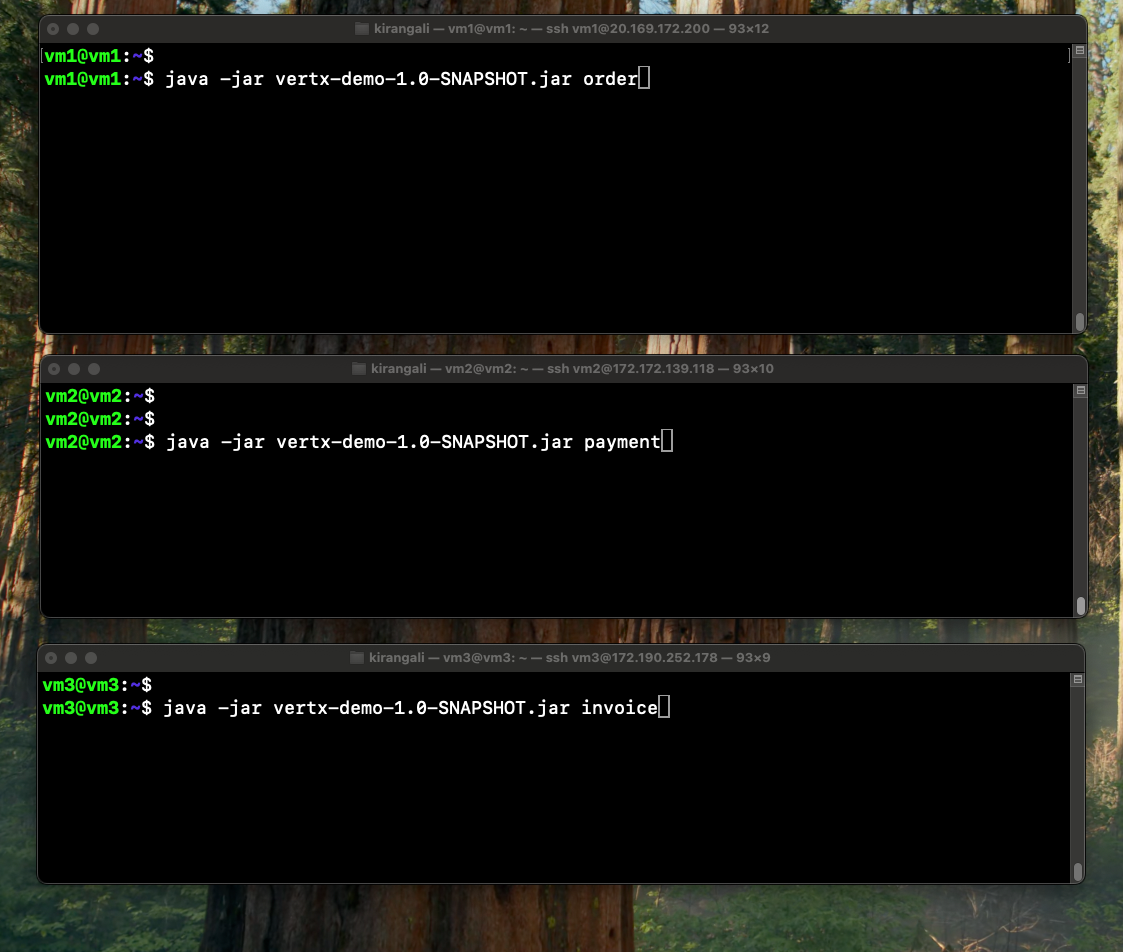 kirangali — vm1@vm1: ~ — ssh vm1@20.169.172.200 — 93×12
vm1@vm1:~$
vm1@vm1:~$ java -jar vertx-demo-1.0-SNAPSHOT.jar order
kirangali — vm2@vm2: ~ — ssh vm2@172.172.139.118 — 93×10
vm2@vm2:~$
vm2@vm2:~$
vm2@vm2:~$ java -jar vertx-demo-1.0-SNAPSHOT.jar payment
kirangali — vm3@vm3: ~ — ssh vm3@172.190.252.178 — 93×9
vm3@vm3:~$
vm3@vm3:~$ java -jar vertx-demo-1.0-SNAPSHOT.jar invoice